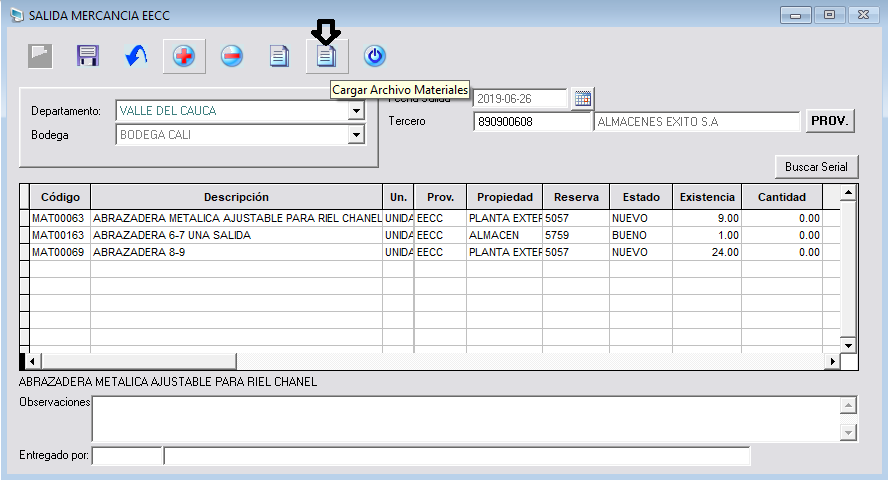 SALIDA MERCANCIA EECC
Cargar Archivo Materiales
Departamento: VALLE DEL CAUCA
Bodega BODEGA CALI
2019-06-26
Tercero 890900608 ALMACENES EXITO S.A PROV.
Buscar Serial
Código Descripción Un. Prov. Propiedad Reserva Estado Existencia Cantidad
MAT00063 ABRAZADERA METALICA AJUSTABLE PARA RIEL CHANEL UNIDA EECC PLANTA EXTER 5057 NUEVO 9.00 0.00
MAT00163 ABRAZADERA 6-7 UNA SALIDA UNIDA EECC ALMACEN 5759 BUENO 1.00 0.00
MAT00069 ABRAZADERA 8-9 UNIDA EECC PLANTA EXTER 5057 NUEVO 24.00 0.00
ABRAZADERA METALICA AJUSTABLE PARA RIEL CHANEL
Observaciones
Entregado por: